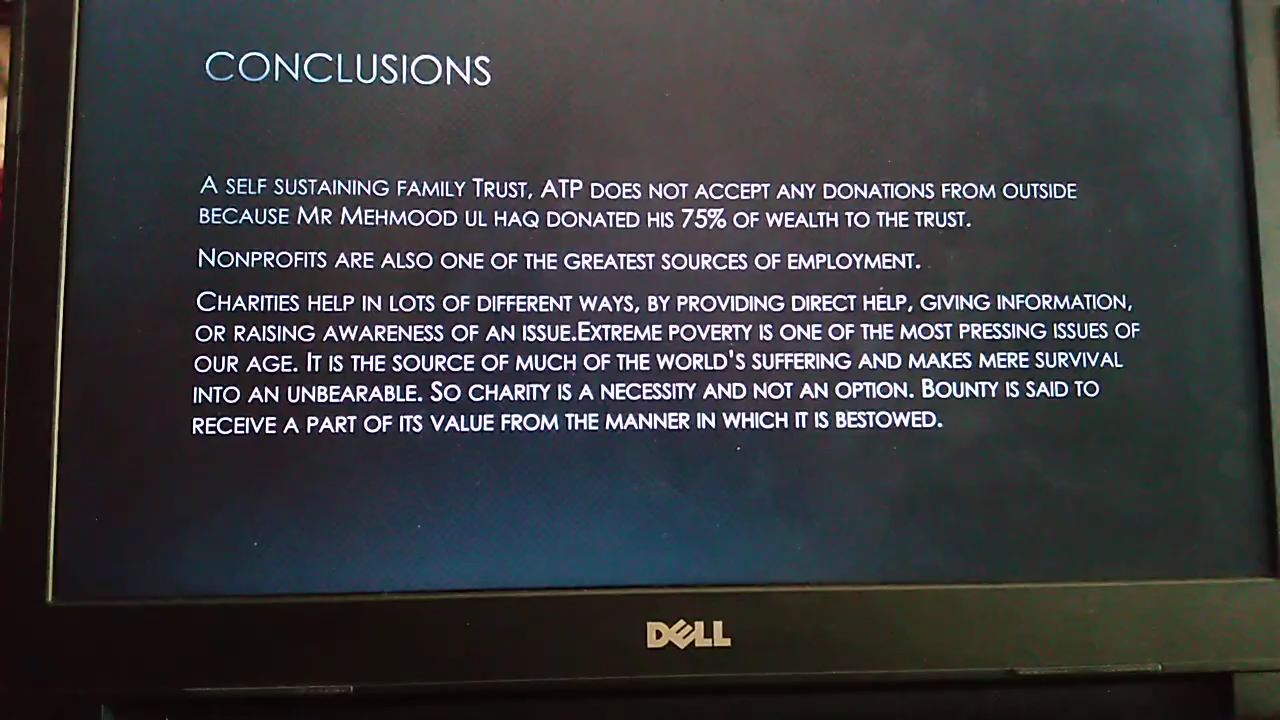 CONCLUSIONS
A SELF SUSTAINING FAMILY TRUST, ATP DOES NOT ACCEPT ANY DONATIONS FROM OUTSIDE
BECAUSE MR MEHMOOD UL HAQ DONATED HIS 75% OF WEALTH TO THE TRUST.
NONPROFITS ARE ALSO ONE OF THE GREATEST SOURCES OF EMPLOYMENT.
CHARITIES HELP IN LOTS OF DIFFERENT WAYS, BY PROVIDING DIRECT HELP, GIVING INFORMATION,
OR RAISING AWARENESS OF AN ISSUE.EXTREME POVERTY IS ONE OF THE MOST PRESSING ISSUES OF
OUR AGE. IT IS THE SOURCE OF MUCH OF THE WORLD'S SUFFERING AND MAKES MERE SURVIVAL
INTO AN UNBEARABLE. SO CHARITY IS A NECESSITY AND NOT AN OPTION. BOUNTY IS SAID TO
RECEIVE A PART OF ITS VALUE FROM THE MANNER IN WHICH IT IS BESTOWED.
DELL